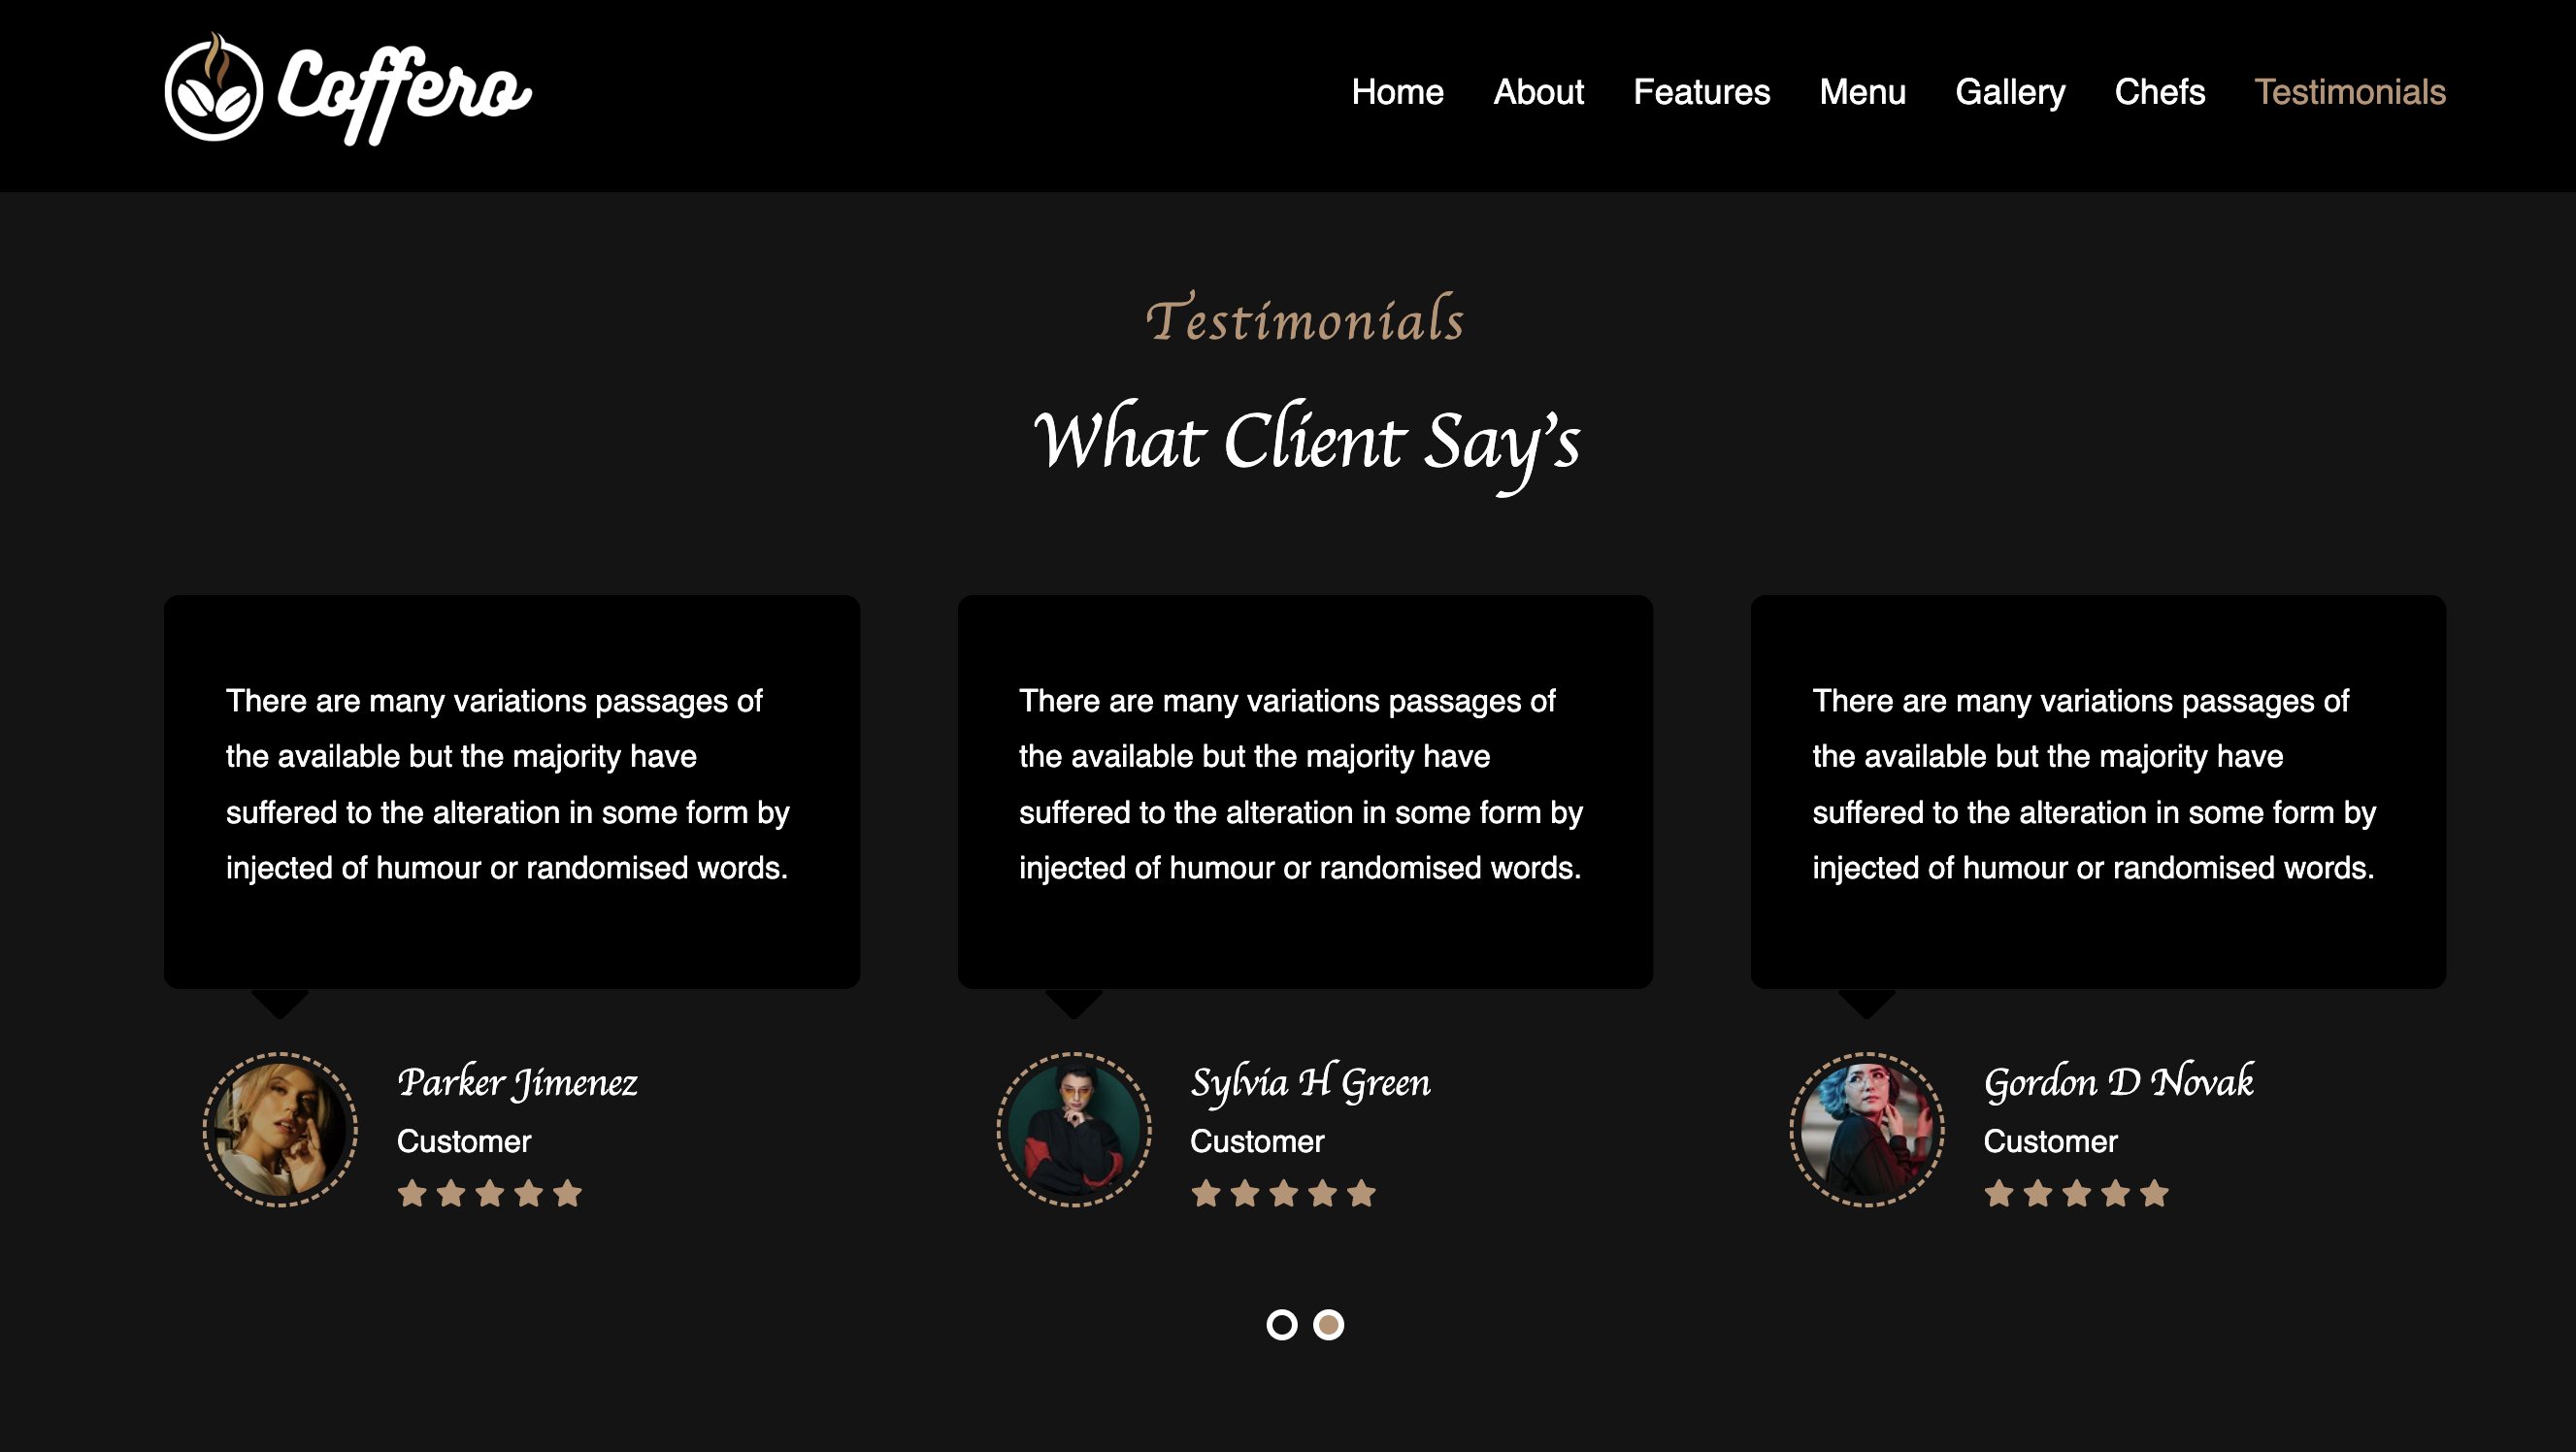 Coffero
Home About Features Menu Gallery Chefs Testimonials
Testimonials
What Client Say's
There are many variations passages of
the available but the majority have
suffered to the alteration in some form by
injected of humour or randomised words.
There are many variations passages of
the available but the majority have
suffered to the alteration in some form by
injected of humour or randomised words.
There are many variations passages of
the available but the majority have
suffered to the alteration in some form by
injected of humour or randomised words.
Parker Jimenez
Customer
Sylvia H Green
Customer
Gordon D Novak
Customer